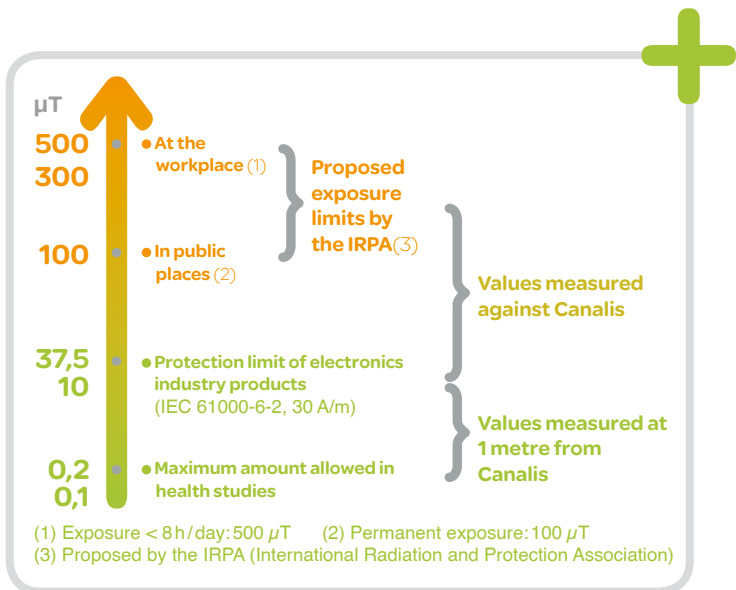 µT
500
300
100
37,5
10
0,2
0,1
• At the
workplace (1)
• In public
places (2)
• Protection limit of electronics
industry products
(IEC 61000-6-2, 30 A/m)
• Maximum amount allowed in
health studies
Proposed
exposure
limits by
the IRPA(3)
Values measured
against Canalis
Values measured at
1 metre from
Canalis
(1) Exposure < 8 h / day: 500 µT (2) Permanent exposure: 100 µT
(3) Proposed by the IRPA (International Radiation and Protection Association)